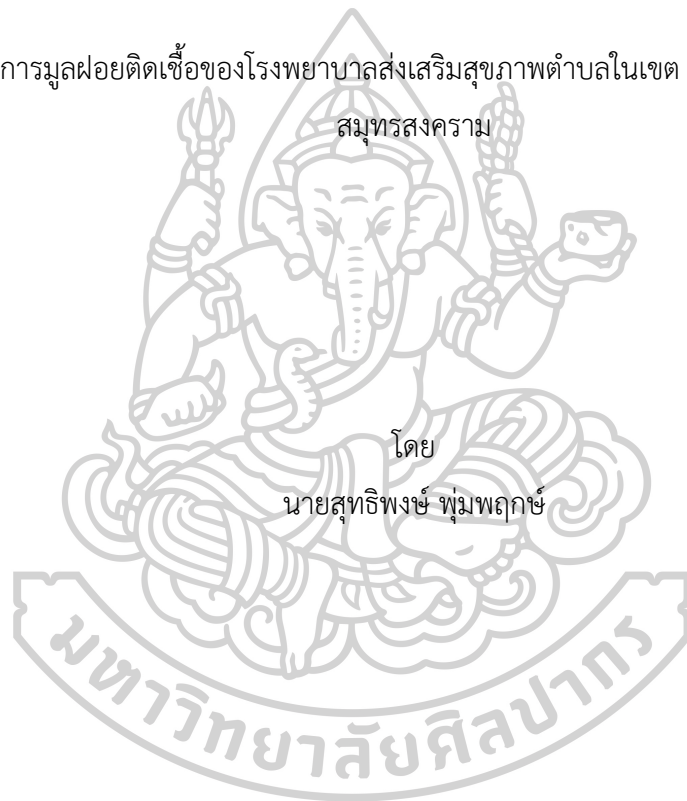 การมูลฝอยติดเชื้อของโรงพยาบาลส่งเสริมสุขภาพตำบลในเขต
สมุทรสงคราม
โดย
นายสุทธิพงษ์ พุ่มพฤกษ์
มหาวิทยาลัยศิลปากร